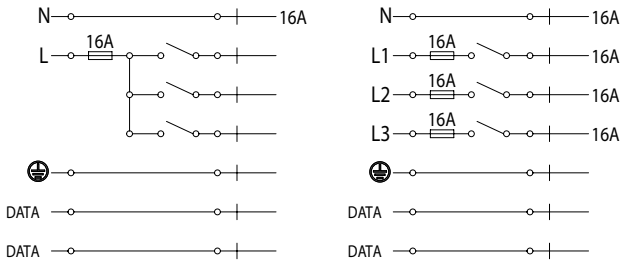 N 16A
L 16A
DATA
DATA
N 16A
L1 16A 16A
L2 16A 16A
L3 16A 16A
DATA
DATA